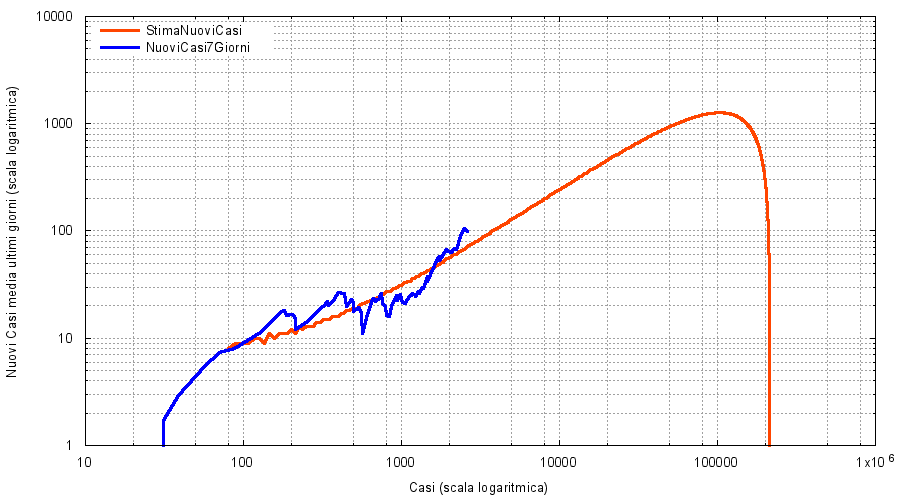 10000
StimaNuoviCasi
NuoviCasi7Giorni
1000
100
10
1
Nuovi Casi media ultimi giorni (scala logaritmica)
10
100
1000
10000
100000
1x10 6
Casi (scala logaritmica)